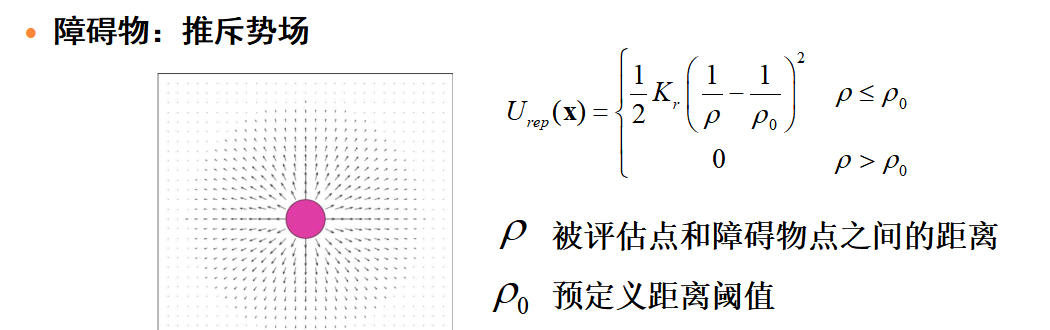 • 障碍物：推斥势场
U_rep(x) = { 1/2 K_r (1/ρ − 1/ρ_0)^2 ρ ≤ ρ_0
0 ρ > ρ_0
ρ 被评估点和障碍物点之间的距离
ρ_0 预定义距离阈值